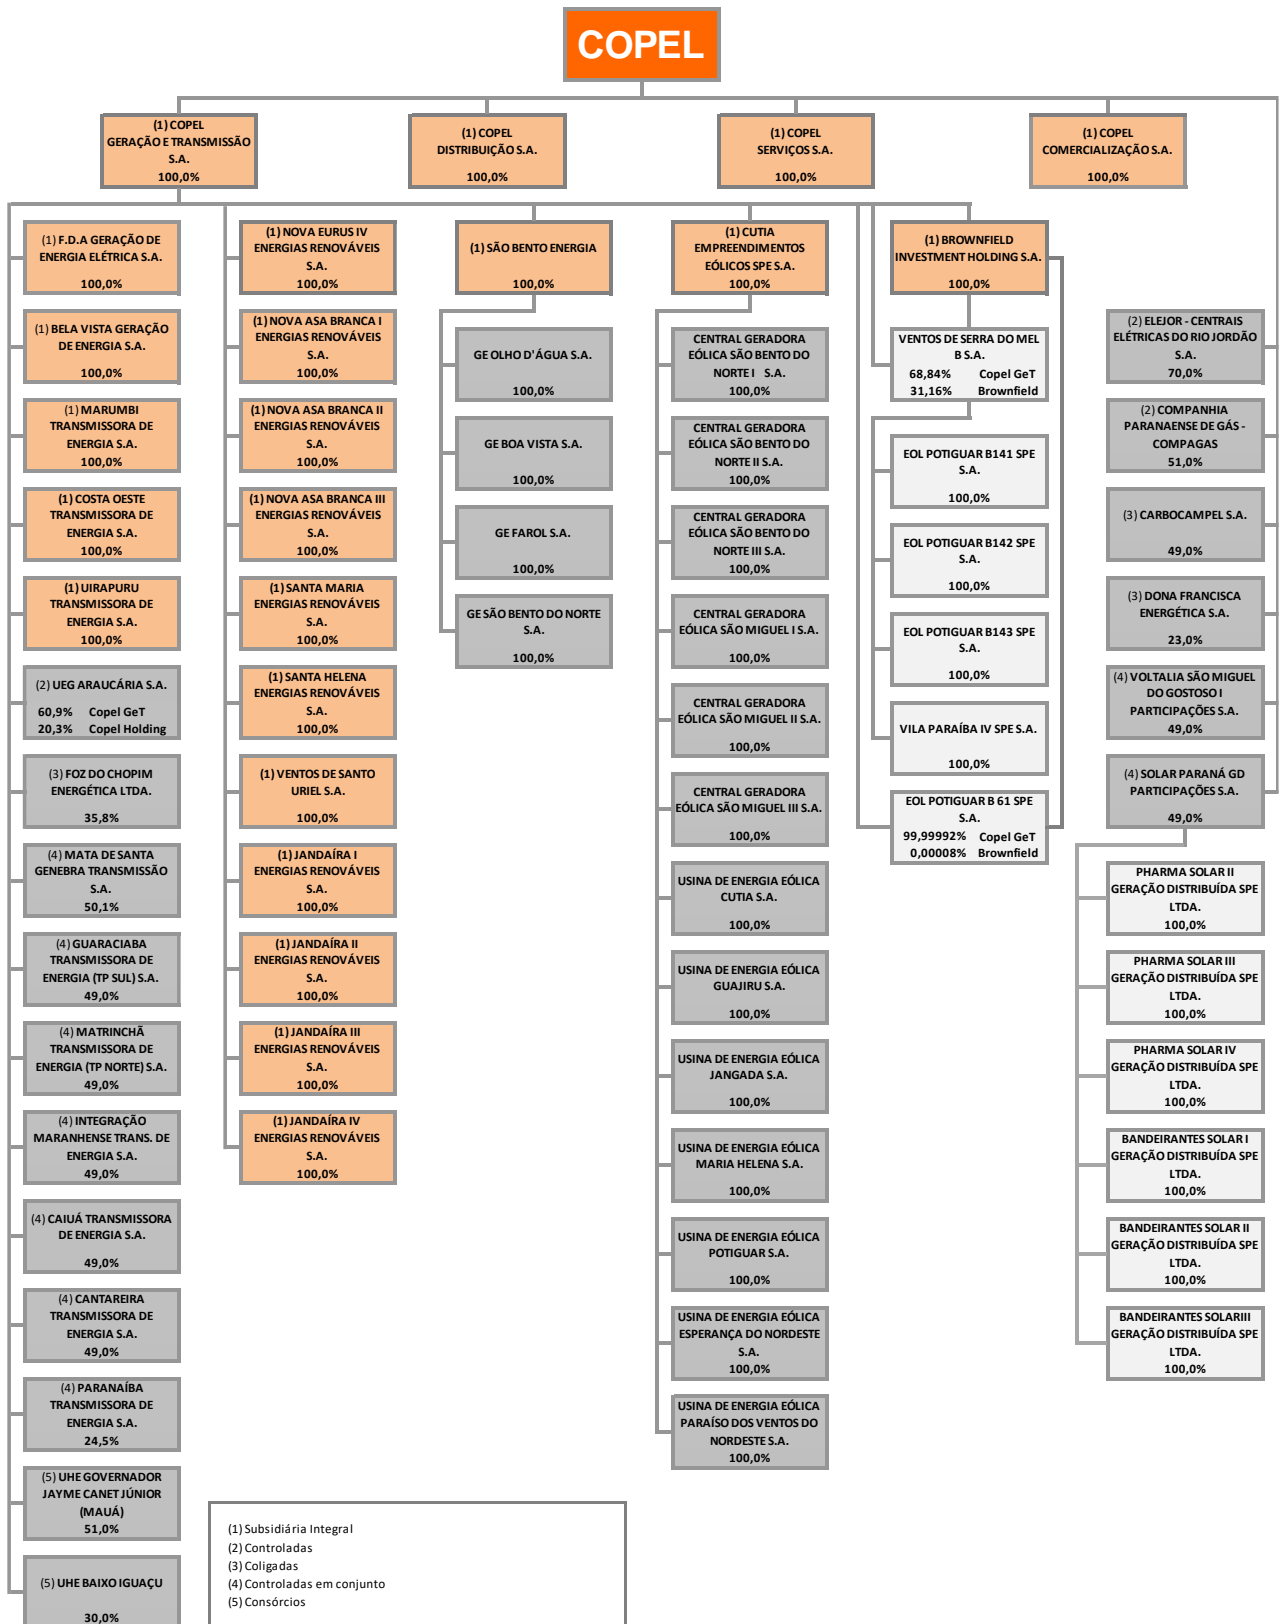 COPEL
(1) COPEL
GERAÇÃO E TRANSMISSÃO
S.A.
100,0%
(1) COPEL
DISTRIBUIÇÃO S.A.
100,0%
(1) COPEL
SERVIÇOS S.A.
100,0%
(1) COPEL
COMERCIALIZAÇÃO S.A.
100,0%
(1) F.D.A GERAÇÃO DE
ENERGIA ELÉTRICA S.A.
100,0%
(1) BELA VISTA GERAÇÃO
DE ENERGIA S.A.
100,0%
(1) MARUMBI
TRANSMISSORA DE
ENERGIA S.A.
100,0%
(1) COSTA OESTE
TRANSMISSORA DE
ENERGIA S.A.
100,0%
(1) UIRAPURU
TRANSMISSORA DE
ENERGIA S.A.
100,0%
(2) UEG ARAUCÁRIA S.A.
60,9% Copel GeT
20,3% Copel Holding
(3) FOZ DO CHOPIM
ENERGÉTICA LTDA.
35,8%
(4) MATA DE SANTA
GENEBRA TRANSMISSÃO
S.A.
50,1%
(4) GUARACIABA
TRANSMISSORA DE
ENERGIA (TP SUL) S.A.
49,0%
(4) MATRINCHÃ
TRANSMISSORA DE
ENERGIA (TP NORTE) S.A.
49,0%
(4) INTEGRAÇÃO
MARANHENSE TRANS. DE
ENERGIA S.A.
49,0%
(4) CAIUÁ TRANSMISSORA
DE ENERGIA S.A.
49,0%
(4) CANTAREIRA
TRANSMISSORA DE
ENERGIA S.A.
49,0%
(4) PARANAÍBA
TRANSMISSORA DE
ENERGIA S.A.
24,5%
(5) UHE GOVERNADOR
JAYME CANET JÚNIOR
(MAUÁ)
51,0%
(5) UHE BAIXO IGUAÇU
30,0%
(1) NOVA EURUS IV
ENERGIAS RENOVÁVEIS
S.A.
100,0%
(1) NOVA ASA BRANCA I
ENERGIAS RENOVÁVEIS
S.A.
100,0%
(1) NOVA ASA BRANCA II
ENERGIAS RENOVÁVEIS
S.A.
100,0%
(1) NOVA ASA BRANCA III
ENERGIAS RENOVÁVEIS
S.A.
100,0%
(1) SANTA MARIA
ENERGIAS RENOVÁVEIS
S.A.
100,0%
(1) SANTA HELENA
ENERGIAS RENOVÁVEIS
S.A.
100,0%
(1) VENTOS DE SANTO
URIEL S.A.
100,0%
(1) JANDAÍRA I
ENERGIAS RENOVÁVEIS
S.A.
100,0%
(1) JANDAÍRA II
ENERGIAS RENOVÁVEIS
S.A.
100,0%
(1) JANDAÍRA III
ENERGIAS RENOVÁVEIS
S.A.
100,0%
(1) JANDAÍRA IV
ENERGIAS RENOVÁVEIS
S.A.
100,0%
(1) SÃO BENTO ENERGIA
100,0%
GE OLHO D'ÁGUA S.A.
100,0%
GE BOA VISTA S.A.
100,0%
GE FAROL S.A.
100,0%
GE SÃO BENTO DO NORTE
S.A.
100,0%
(1) CUTIA
EMPREENDIMENTOS
EÓLICOS SPE S.A.
100,0%
CENTRAL GERADORA
EÓLICA SÃO BENTO DO
NORTE I S.A.
100,0%
CENTRAL GERADORA
EÓLICA SÃO BENTO DO
NORTE II S.A.
100,0%
CENTRAL GERADORA
EÓLICA SÃO BENTO DO
NORTE III S.A.
100,0%
CENTRAL GERADORA
EÓLICA SÃO MIGUEL I S.A.
100,0%
CENTRAL GERADORA
EÓLICA SÃO MIGUEL II S.A.
100,0%
CENTRAL GERADORA
EÓLICA SÃO MIGUEL III S.A.
100,0%
USINA DE ENERGIA EÓLICA
CUTIA S.A.
100,0%
USINA DE ENERGIA EÓLICA
GUAJIRU S.A.
100,0%
USINA DE ENERGIA EÓLICA
JANGADA S.A.
100,0%
USINA DE ENERGIA EÓLICA
MARIA HELENA S.A.
100,0%
USINA DE ENERGIA EÓLICA
POTIGUAR S.A.
100,0%
USINA DE ENERGIA EÓLICA
ESPERANÇA DO NORDESTE
S.A.
100,0%
USINA DE ENERGIA EÓLICA
PARAÍSO DOS VENTOS DO
NORDESTE S.A.
100,0%
(1) BROWNFIELD
INVESTMENT HOLDING S.A.
100,0%
VENTOS DE SERRA DO MEL
B S.A.
68,84% Copel GeT
31,16% Brownfield
EOL POTIGUAR B141 SPE
S.A.
100,0%
EOL POTIGUAR B142 SPE
S.A.
100,0%
EOL POTIGUAR B143 SPE
S.A.
100,0%
VILA PARAÍBA IV SPE S.A.
100,0%
EOL POTIGUAR B 61 SPE
S.A.
99,99992% Copel GeT
0,00008% Brownfield
(2) ELEJOR - CENTRAIS
ELÉTRICAS DO RIO JORDÃO
S.A.
70,0%
(2) COMPANHIA
PARANAENSE DE GÁS -
COMPAGAS
51,0%
(3) CARBOCAMPEL S.A.
49,0%
(3) DONA FRANCISCA
ENERGÉTICA S.A.
23,0%
(4) VOLTALIA SÃO MIGUEL
DO GOSTOSO I
PARTICIPAÇÕES S.A.
49,0%
(4) SOLAR PARANÁ GD
PARTICIPAÇÕES S.A.
49,0%
PHARMA SOLAR II
GERAÇÃO DISTRIBUÍDA SPE
LTDA.
100,0%
PHARMA SOLAR III
GERAÇÃO DISTRIBUÍDA SPE
LTDA.
100,0%
PHARMA SOLAR IV
GERAÇÃO DISTRIBUÍDA SPE
LTDA.
100,0%
BANDEIRANTES SOLAR I
GERAÇÃO DISTRIBUÍDA SPE
LTDA.
100,0%
BANDEIRANTES SOLAR II
GERAÇÃO DISTRIBUÍDA SPE
LTDA.
100,0%
BANDEIRANTES SOLARIII
GERAÇÃO DISTRIBUÍDA SPE
LTDA.
100,0%
(1) Subsidiária Integral
(2) Controladas
(3) Coligadas
(4) Controladas em conjunto
(5) Consórcios